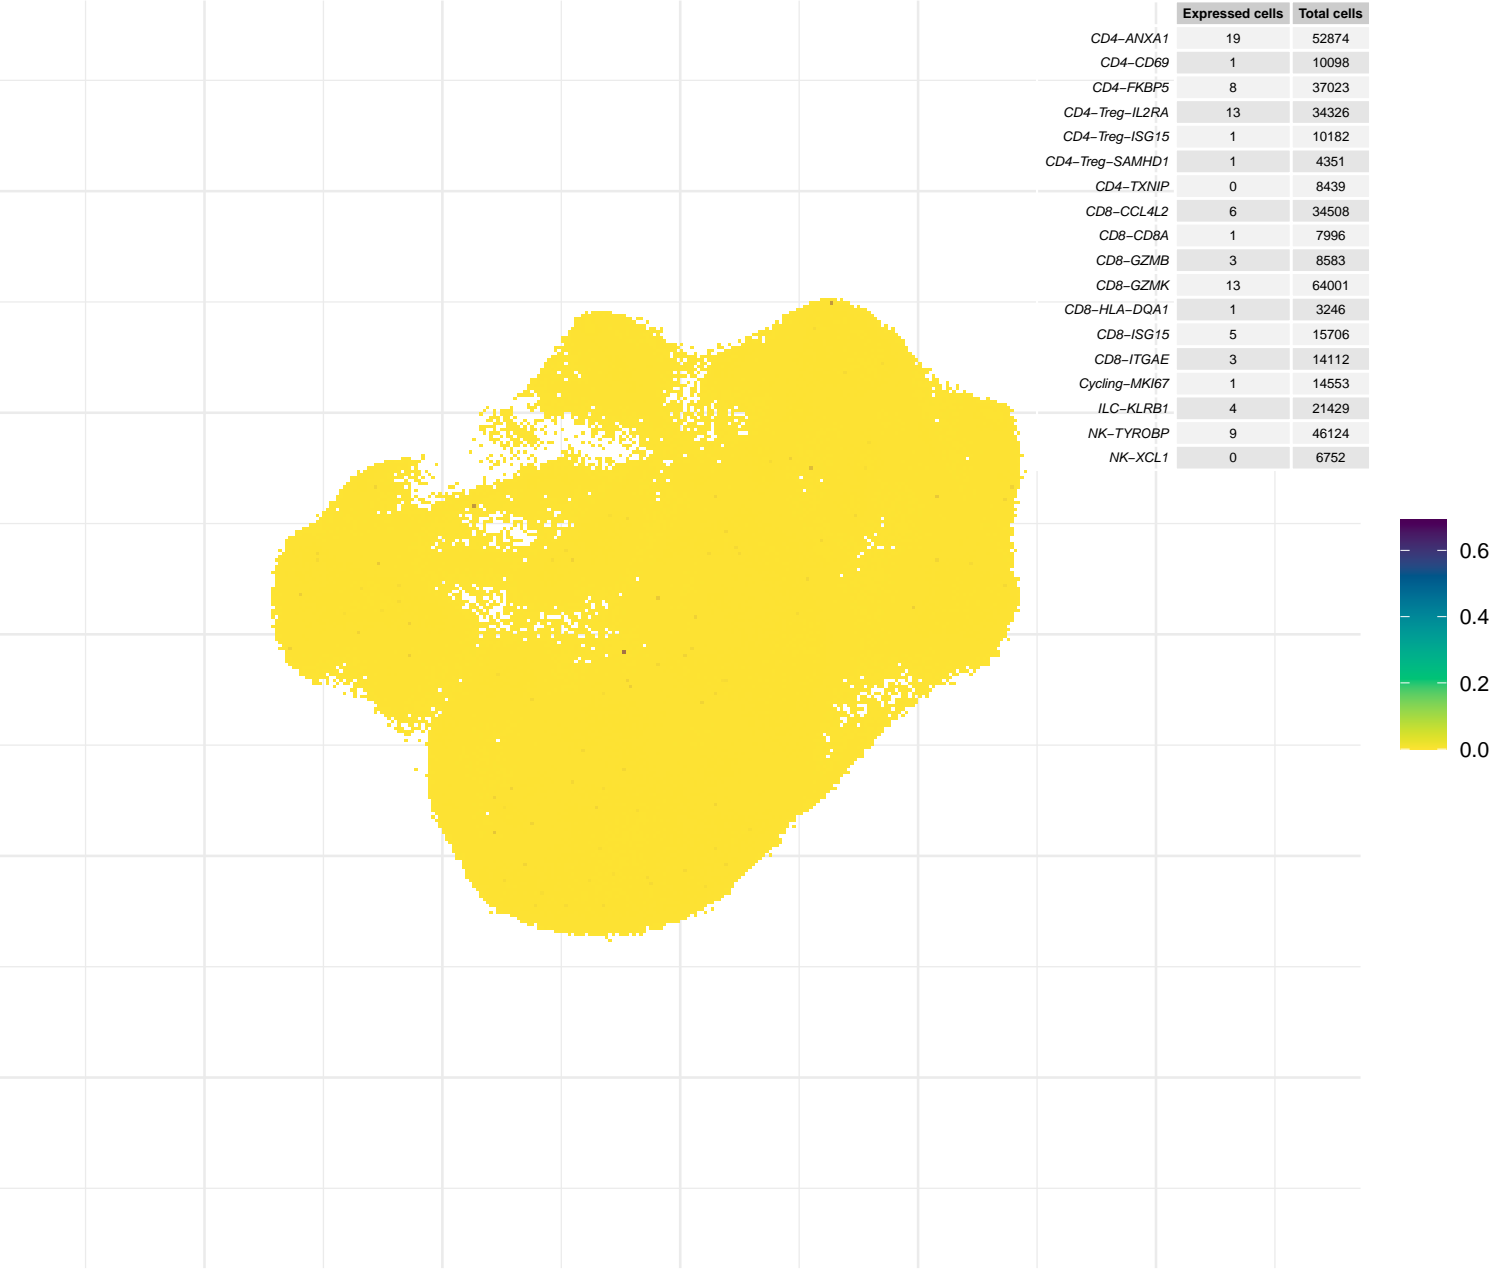 Expressed cells Total cells
CD4−ANXA1 19 52874
CD4−CD69 1 10098
CD4−FKBP5 8 37023
CD4−Treg−IL2RA 13 34326
CD4−Treg−ISG15 1 10182
CD4−Treg−SAMHD1 1 4351
CD4−TXNIP 0 8439
CD8−CCL4L2 6 34508
CD8−CD8A 1 7996
CD8−GZMB 3 8583
CD8−GZMK 13 64001
CD8−HLA−DQA1 1 3246
CD8−ISG15 5 15706
CD8−ITGAE 3 14112
Cycling−MKI67 1 14553
ILC−KLRB1 4 21429
NK−TYROBP 9 46124
NK−XCL1 0 6752
0.6
0.4
0.2
0.0